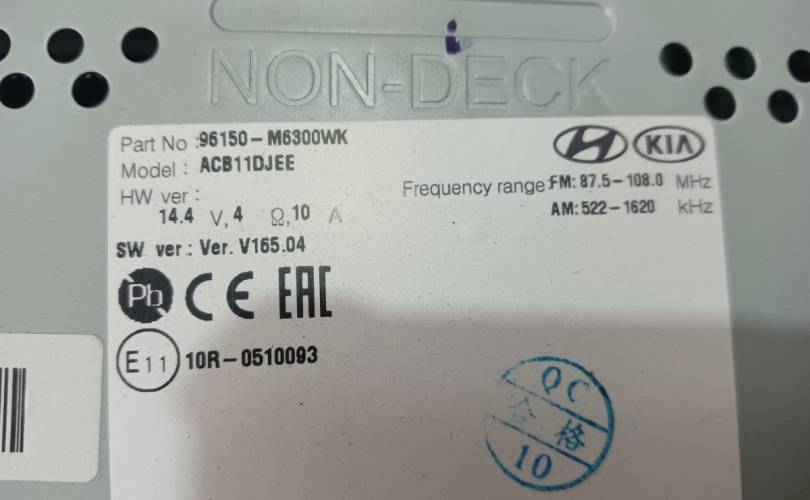 NON-DECK
Part No : 96150-M6300WK
Model : ACB11DJEE
HW ver :
14.4 V, 4 Ω, 10 A
SW ver : Ver. V165.04
KIA
Frequency range FM: 87.5-108.0 MHz
AM: 522-1620 kHz
Pb CE EAC
E11 10R-0510093
QC
合格
10